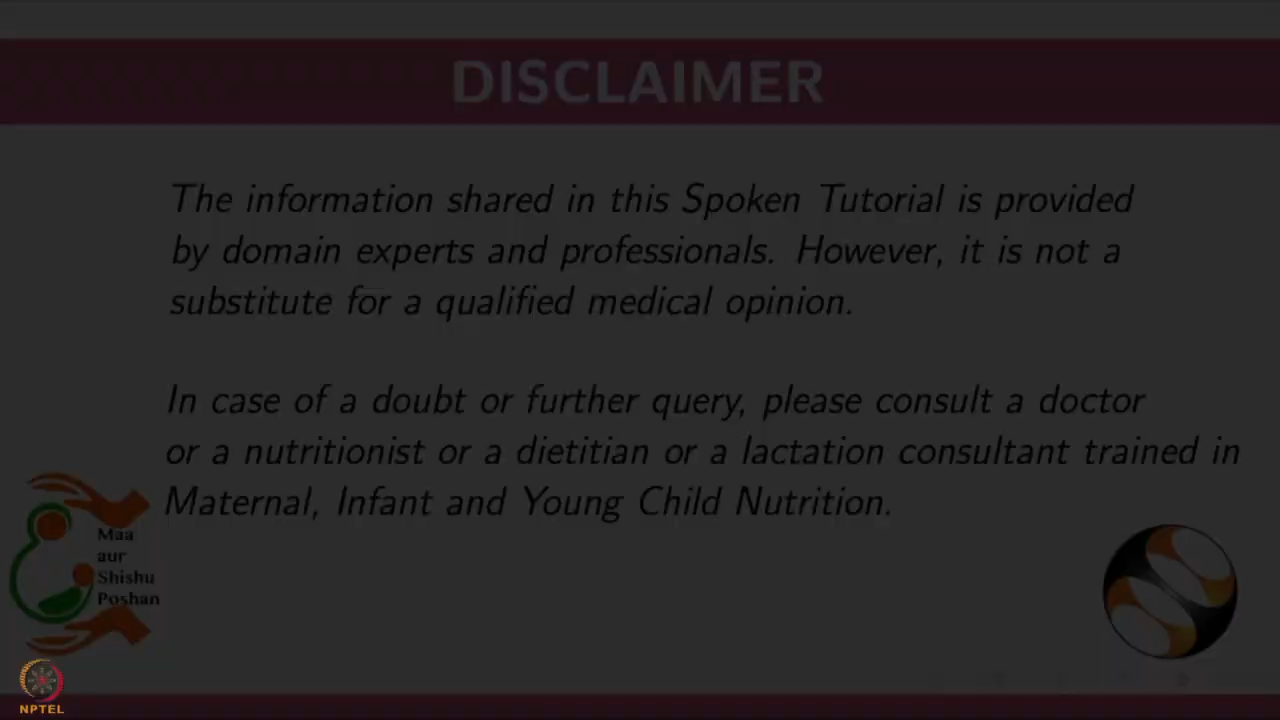 DISCLAIMER
The information shared in this Spoken Tutorial is provided
by domain experts and professionals. However, it is not a
substitute for a qualified medical opinion.
In case of a doubt or further query, please consult a doctor
or a nutritionist or a dietitian or a lactation consultant trained in
Maternal, Infant and Young Child Nutrition.
Maa
aur
Shishu
Poshan
NPTEL